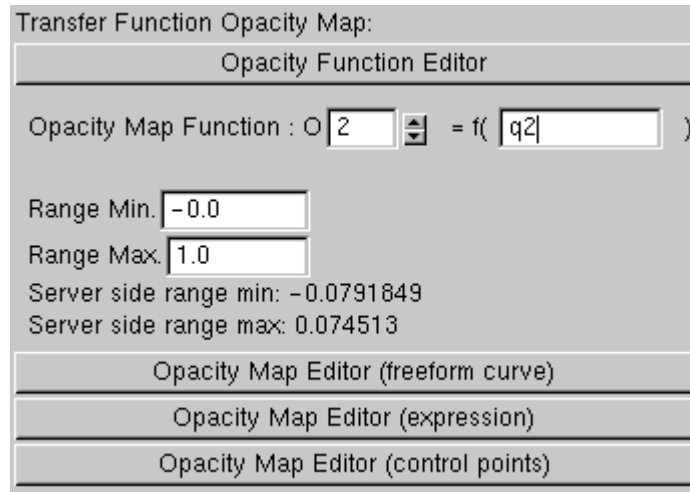 Transfer Function Opacity Map:
Opacity Function Editor
Opacity Map Function : O 2 = f( q2 )
Range Min. -0.0
Range Max. 1.0
Server side range min: -0.0791849
Server side range max: 0.074513
Opacity Map Editor (freeform curve)
Opacity Map Editor (expression)
Opacity Map Editor (control points)